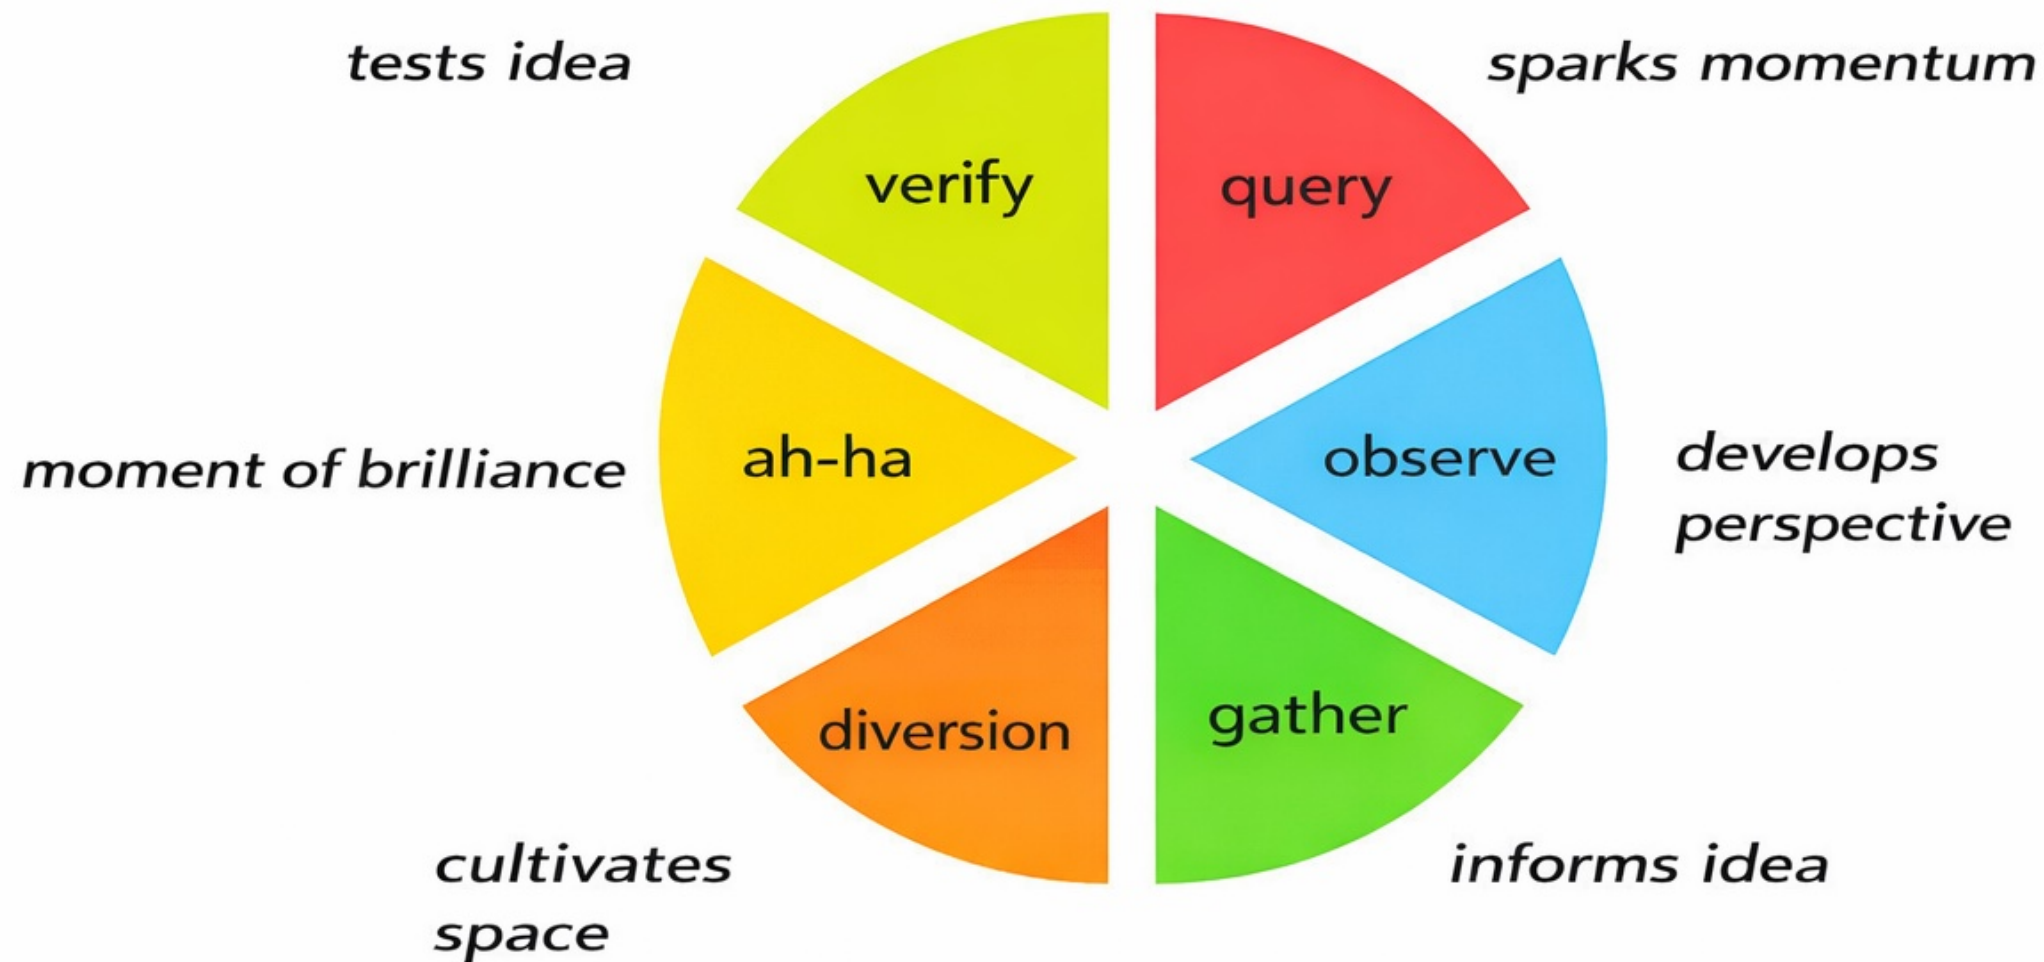 tests idea
sparks momentum
verify
query
moment of brilliance
ah-ha
observe
develops
perspective
diversion
gather
cultivates
space
informs idea